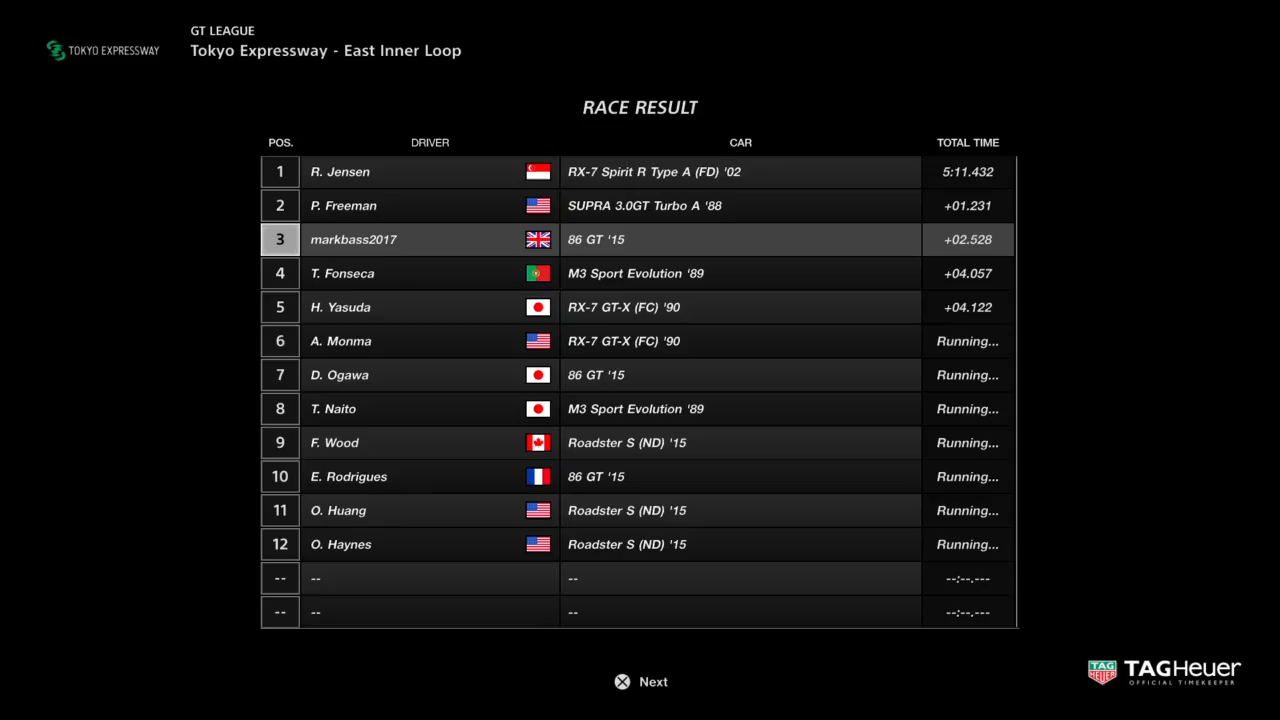 GT LEAGUE
TOKYO EXPRESSWAY
Tokyo Expressway - East Inner Loop
RACE RESULT
POS. DRIVER CAR TOTAL TIME
1 R. Jensen RX-7 Spirit R Type A (FD) '02 5:11.432
2 P. Freeman SUPRA 3.0GT Turbo A '88 +01.231
3 markbass2017 86 GT '15 +02.528
4 T. Fonseca M3 Sport Evolution '89 +04.057
5 H. Yasuda RX-7 GT-X (FC) '90 +04.122
6 A. Monma RX-7 GT-X (FC) '90 Running...
7 D. Ogawa 86 GT '15 Running...
8 T. Naito M3 Sport Evolution '89 Running...
9 F. Wood Roadster S (ND) '15 Running...
10 E. Rodrigues 86 GT '15 Running...
11 O. Huang Roadster S (ND) '15 Running...
12 O. Haynes Roadster S (ND) '15 Running...
-- -- -- --:--.---
-- -- -- --:--.---
Next
TAG HEUER TAGHeuer
OFFICIAL TIMEKEEPER